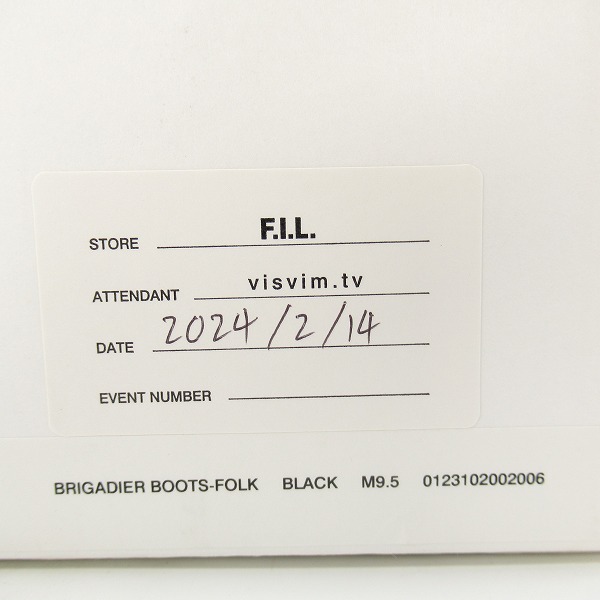 STORE F.I.L.
ATTENDANT visvim.tv
DATE 2024/2/14
EVENT NUMBER
BRIGADIER BOOTS-FOLK BLACK M9.5 0123102002006